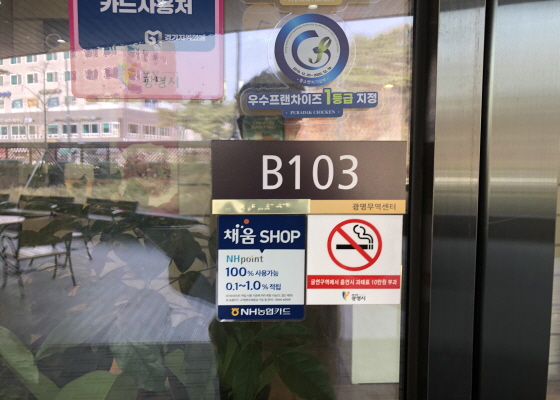 카드사용처
경기지역화폐
광명시
우수프랜차이즈 1등급 지정
PURADAK CHICKEN
B103
광명무역센터
채움 SHOP
NHpoint
100% 사용가능
0.1~1.0% 적립
NH농협카드
금연구역에서 흡연시 과태료 10만원 부과
광명시